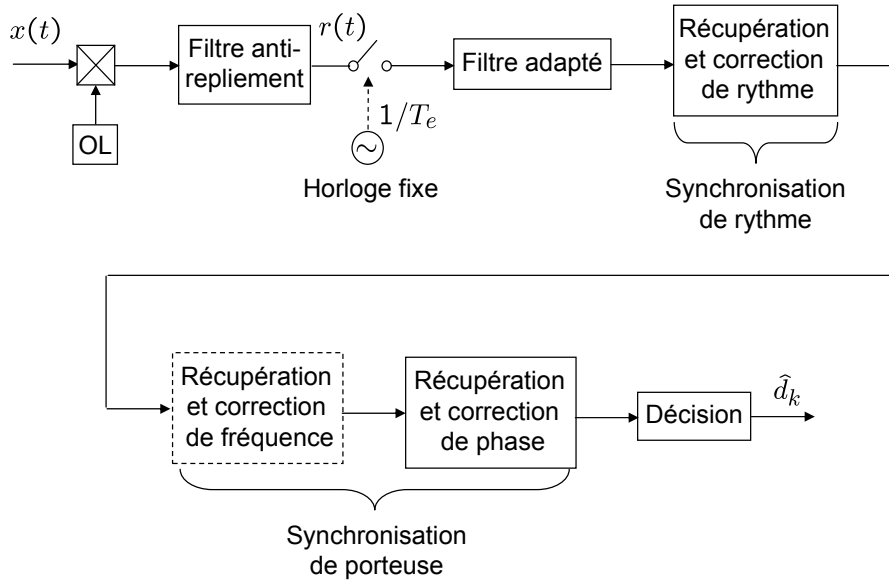 x(t)
OL
Filtre anti-
repliement
r(t)
1/T_e
~
Horloge fixe
Filtre adapté
Récupération
et correction
de rythme
Synchronisation
de rythme
Récupération
et correction
de fréquence
Récupération
et correction
de phase
Synchronisation
de porteuse
Décision
d̂_k